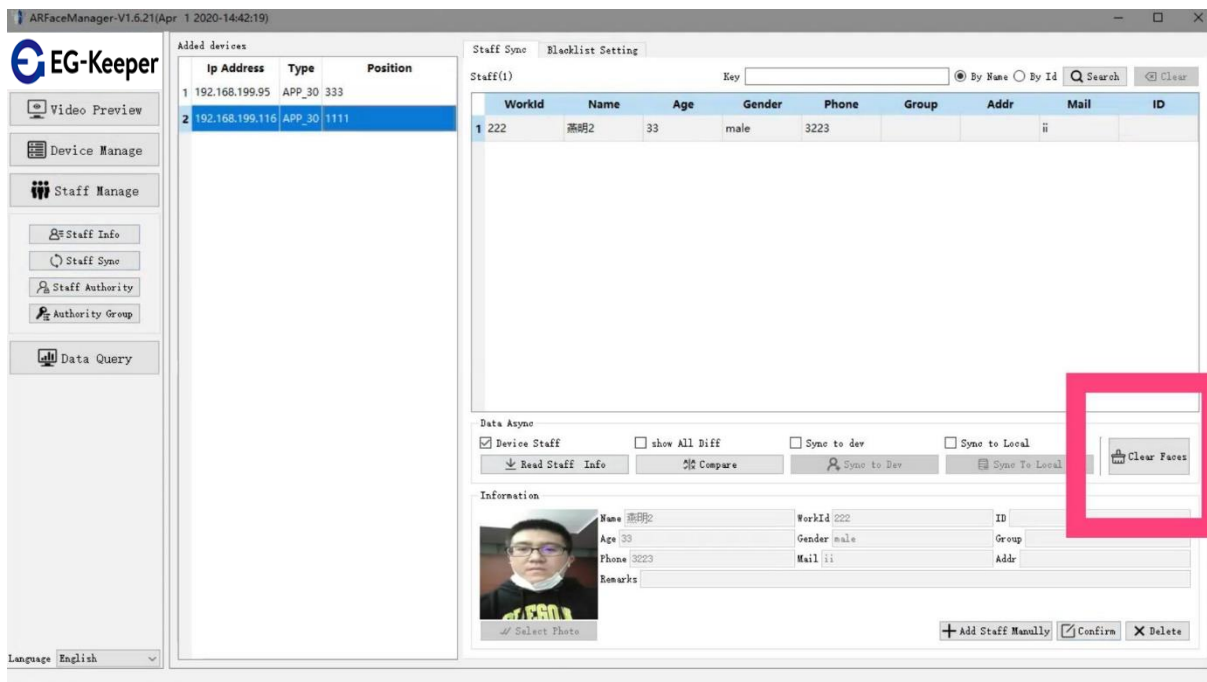 ARFaceManager-V1.6.21(Apr 1 2020-14:42:19)
EG-Keeper
Video Preview
Device Manage
Staff Manage
Staff Info
Staff Sync
Staff Authority
Authority Group
Data Query
Language English
Added devices
Ip Address Type Position
1 192.168.199.95 APP_30 333
2 192.168.199.116 APP_30 1111
Staff Sync Blacklist Setting
Staff(1) Key By Name By Id Search Clear
WorkId Name Age Gender Phone Group Addr Mail ID
1 222 燕明2 33 male 3223 ii
Data Async
Device Staff show All Diff Sync to dev Sync to Local
Read Staff Info Compare Sync to Dev Sync To Local Clear Faces
Information
Name 燕明2 WorkId 222 ID
Age 33 Gender male Group
Phone 3223 Mail ii Addr
Remarks
Select Photo
Add Staff Manully Confirm Delete